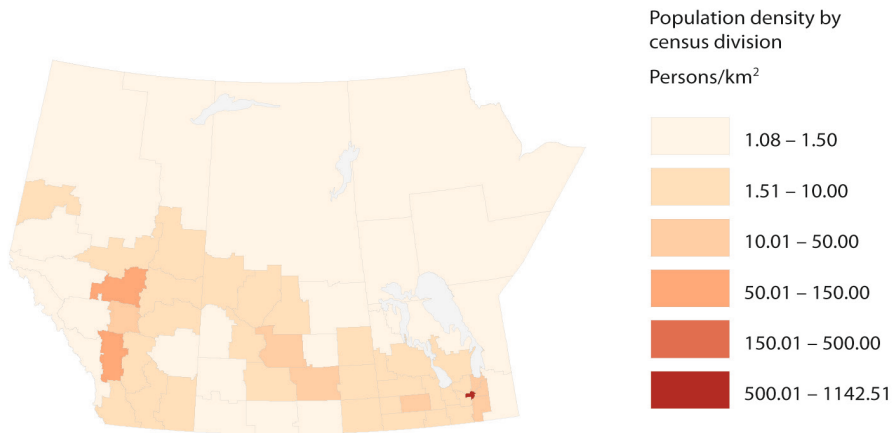 Population density by
census division
Persons/km²
1.08 – 1.50
1.51 – 10.00
10.01 – 50.00
50.01 – 150.00
150.01 – 500.00
500.01 – 1142.51